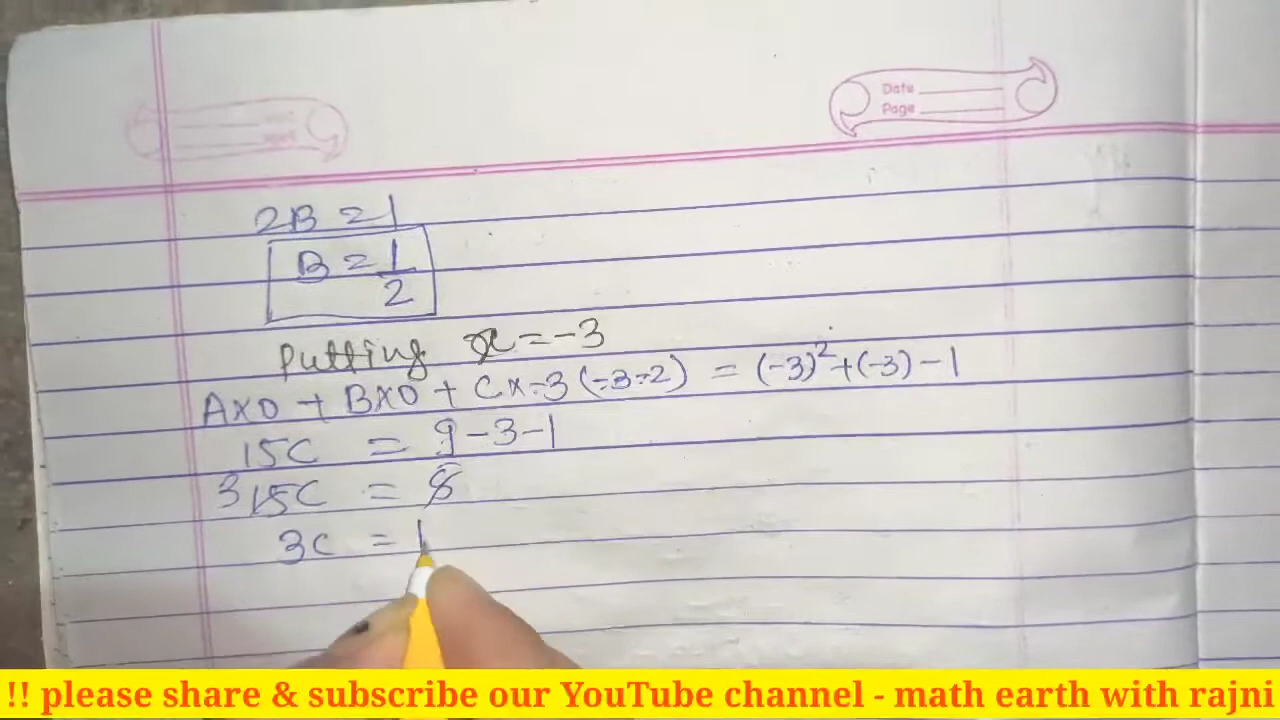 Date
Page
2B = 1
B = 1/2
Putting x = -3
A×0 + B×0 + C×-3(-3-2) = (-3)²+(-3)-1
15C = 9-3-1
3 15C = 5
3C = 1
!! please share & subscribe our YouTube channel - math earth with rajni